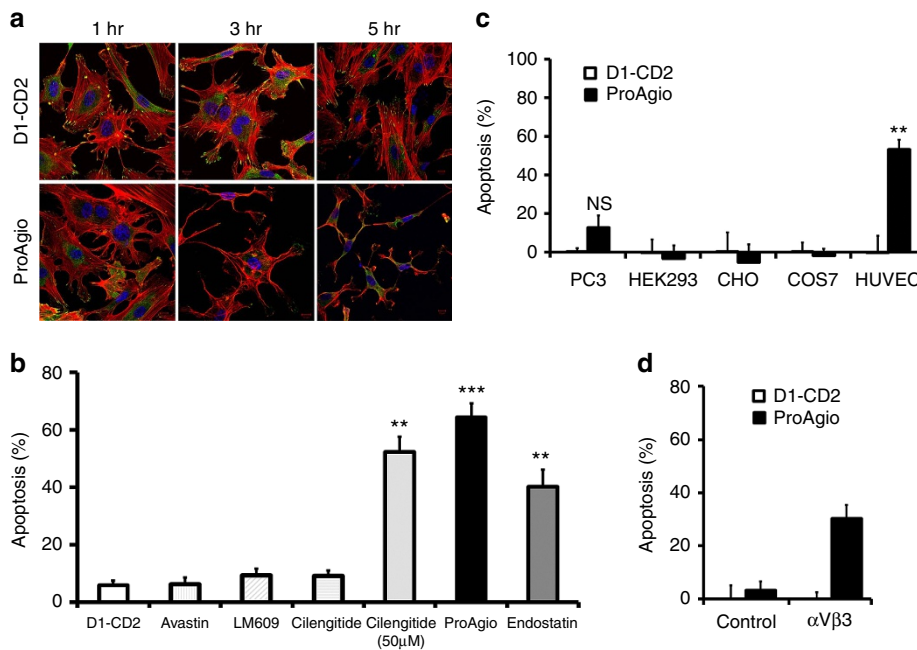 a
1 hr 3 hr 5 hr
D1-CD2
ProAgio
c
Apoptosis (%)
100
80
60
40
20
0
D1-CD2
ProAgio
NS
**
PC3 HEK293 CHO COS7 HUVEC
b
Apoptosis (%)
80
60
40
20
0
**
***
**
D1-CD2 Avastin LM609 Cilengitide Cilengitide (50μM) ProAgio Endostatin
d
Apoptosis (%)
80
60
40
20
0
D1-CD2
ProAgio
Control αVβ3